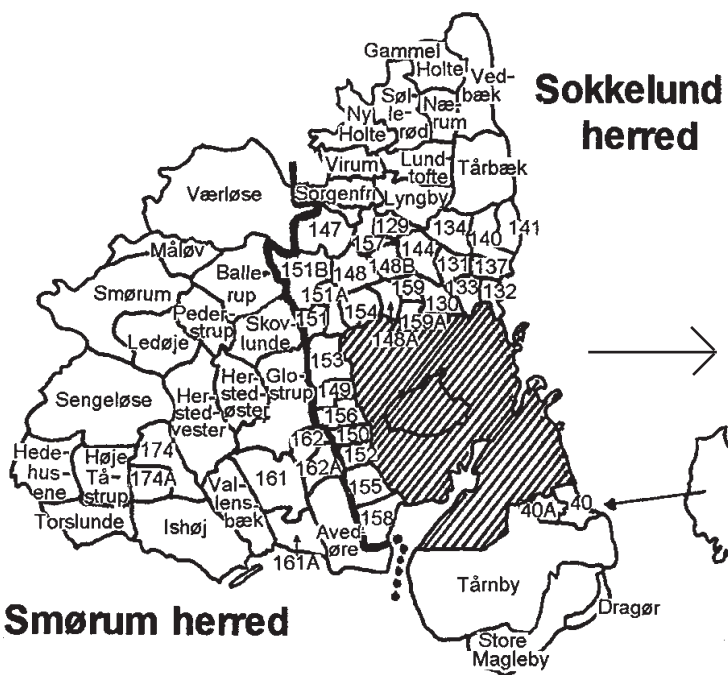 Sokkelund
herred
Gammel
Holte
Ved-
bæk
Søl-
le-
rød
Næ-
rum
Ny
Holte
Virum
Lund-
tofte
Tårbæk
Sorgenfri
Lyngby
Værløse
147
129
134
141
157
144
140
Måløv
Balle-
rup
151B
148
148B
131
137
Smørum
151A
159
133
132
Peder-
strup
Skov-
lunde
151
154
130
159A
148A
Ledøje
153
Her-
sted-
øster
Glo-
strup
149
Sengeløse
Her-
sted-
vester
156
150
162
152
Hede-
hus-
ene
Høje
Tå-
strup
174
174A
162A
161
155
Val-
lens-
bæk
158
40A
40
Torslunde
Ishøj
Aved-
øre
161A
Tårnby
Dragør
Smørum herred
Store
Magleby